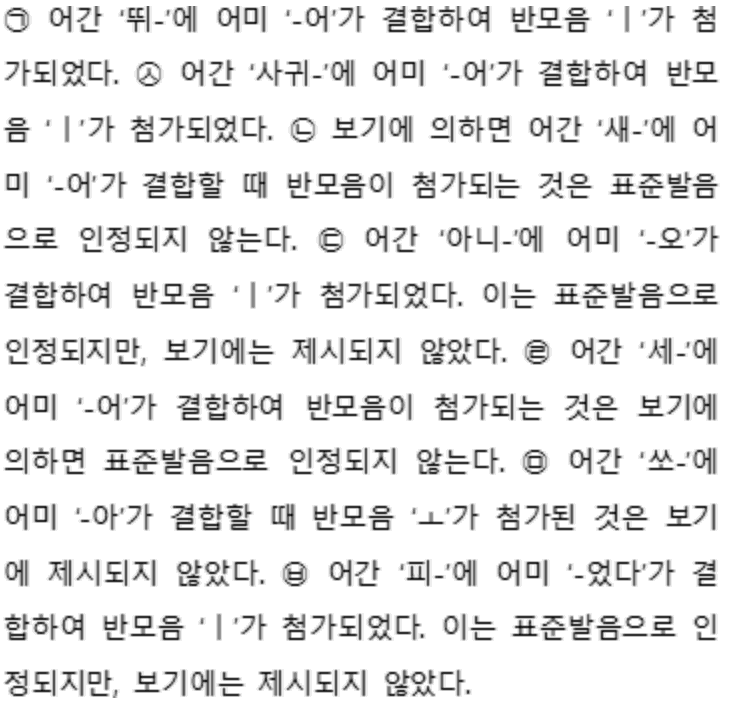 ㉠ 어간 ‘뛰-’에 어미 ‘-어’가 결합하여 반모음 ‘ㅣ’가 첨
가되었다. ㉦ 어간 ‘사귀-’에 어미 ‘-어’가 결합하여 반모
음 ‘ㅣ’가 첨가되었다. ㉡ 보기에 의하면 어간 ‘새-’에 어
미 ‘-어’가 결합할 때 반모음이 첨가되는 것은 표준발음
으로 인정되지 않는다. ㉢ 어간 ‘아니-’에 어미 ‘-오’가
결합하여 반모음 ‘ㅣ’가 첨가되었다. 이는 표준발음으로
인정되지만, 보기에는 제시되지 않았다. ㉣ 어간 ‘세-’에
어미 ‘-어’가 결합하여 반모음이 첨가되는 것은 보기에
의하면 표준발음으로 인정되지 않는다. ㉤ 어간 ‘쏘-’에
어미 ‘-아’가 결합할 때 반모음 ‘ㅗ’가 첨가된 것은 보기
에 제시되지 않았다. ㉥ 어간 ‘피-’에 어미 ‘-었다’가 결
합하여 반모음 ‘ㅣ’가 첨가되었다. 이는 표준발음으로 인
정되지만, 보기에는 제시되지 않았다.